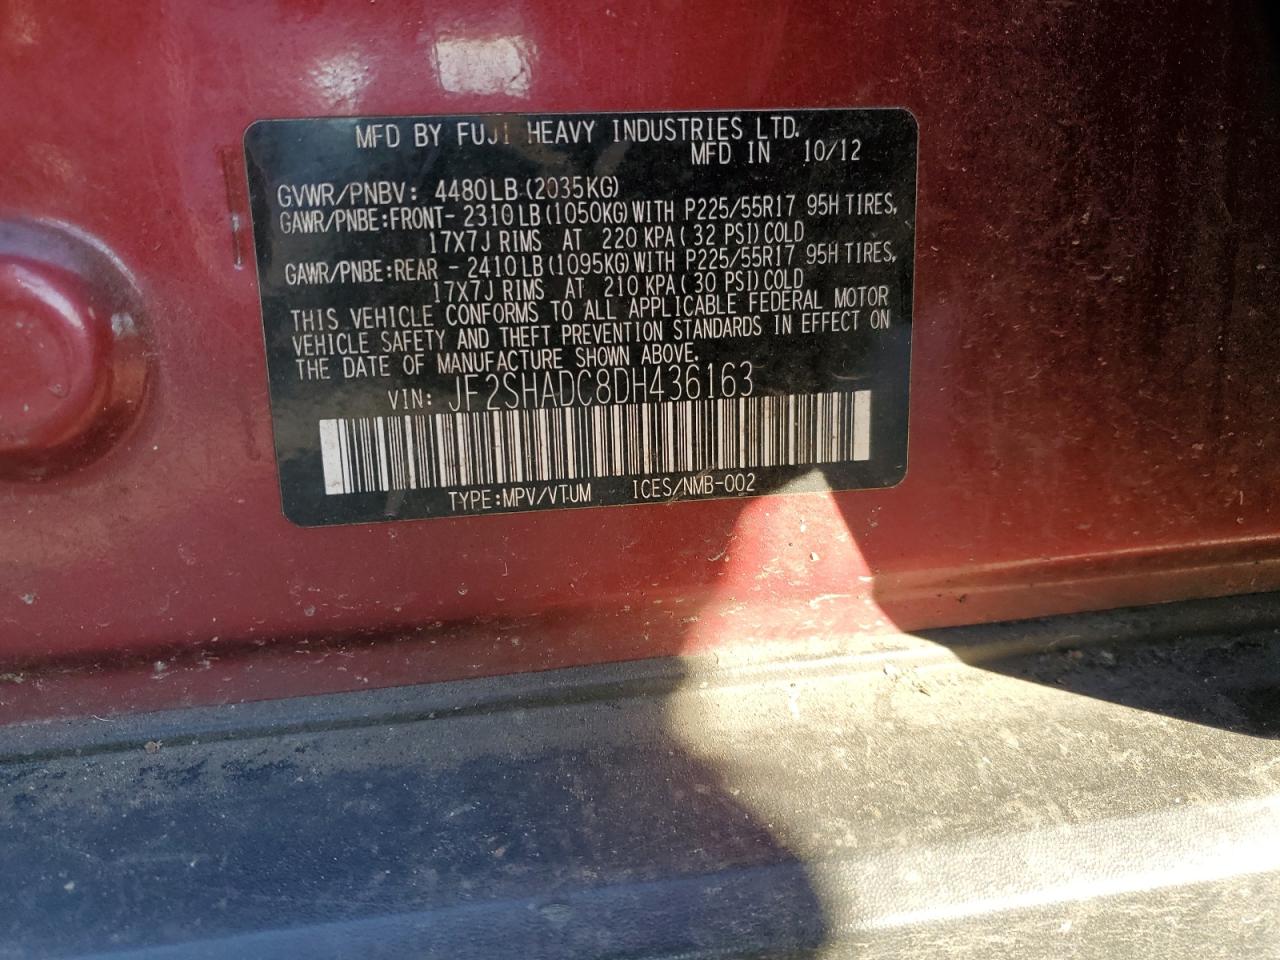 MFD BY FUJI HEAVY INDUSTRIES LTD.
MFD IN 10/12
GVWR/PNBV: 4480LB(2035KG)
GAWR/PNBE:FRONT-2310LB(1050KG)WITH P225/55R17 95H TIRES,
17X7J RIMS AT 220 KPA(32 PSI)COLD
GAWR/PNBE:REAR -2410LB(1095KG)WITH P225/55R17 95H TIRES,
17X7J RIMS AT 210 KPA(30 PSI)COLD
THIS VEHICLE CONFORMS TO ALL APPLICABLE FEDERAL MOTOR
VEHICLE SAFETY AND THEFT PREVENTION STANDARDS IN EFFECT ON
THE DATE OF MANUFACTURE SHOWN ABOVE.
VIN: JF2SHADC8DH436163
TYPE:MPV/VTUM ICES/NMB-002